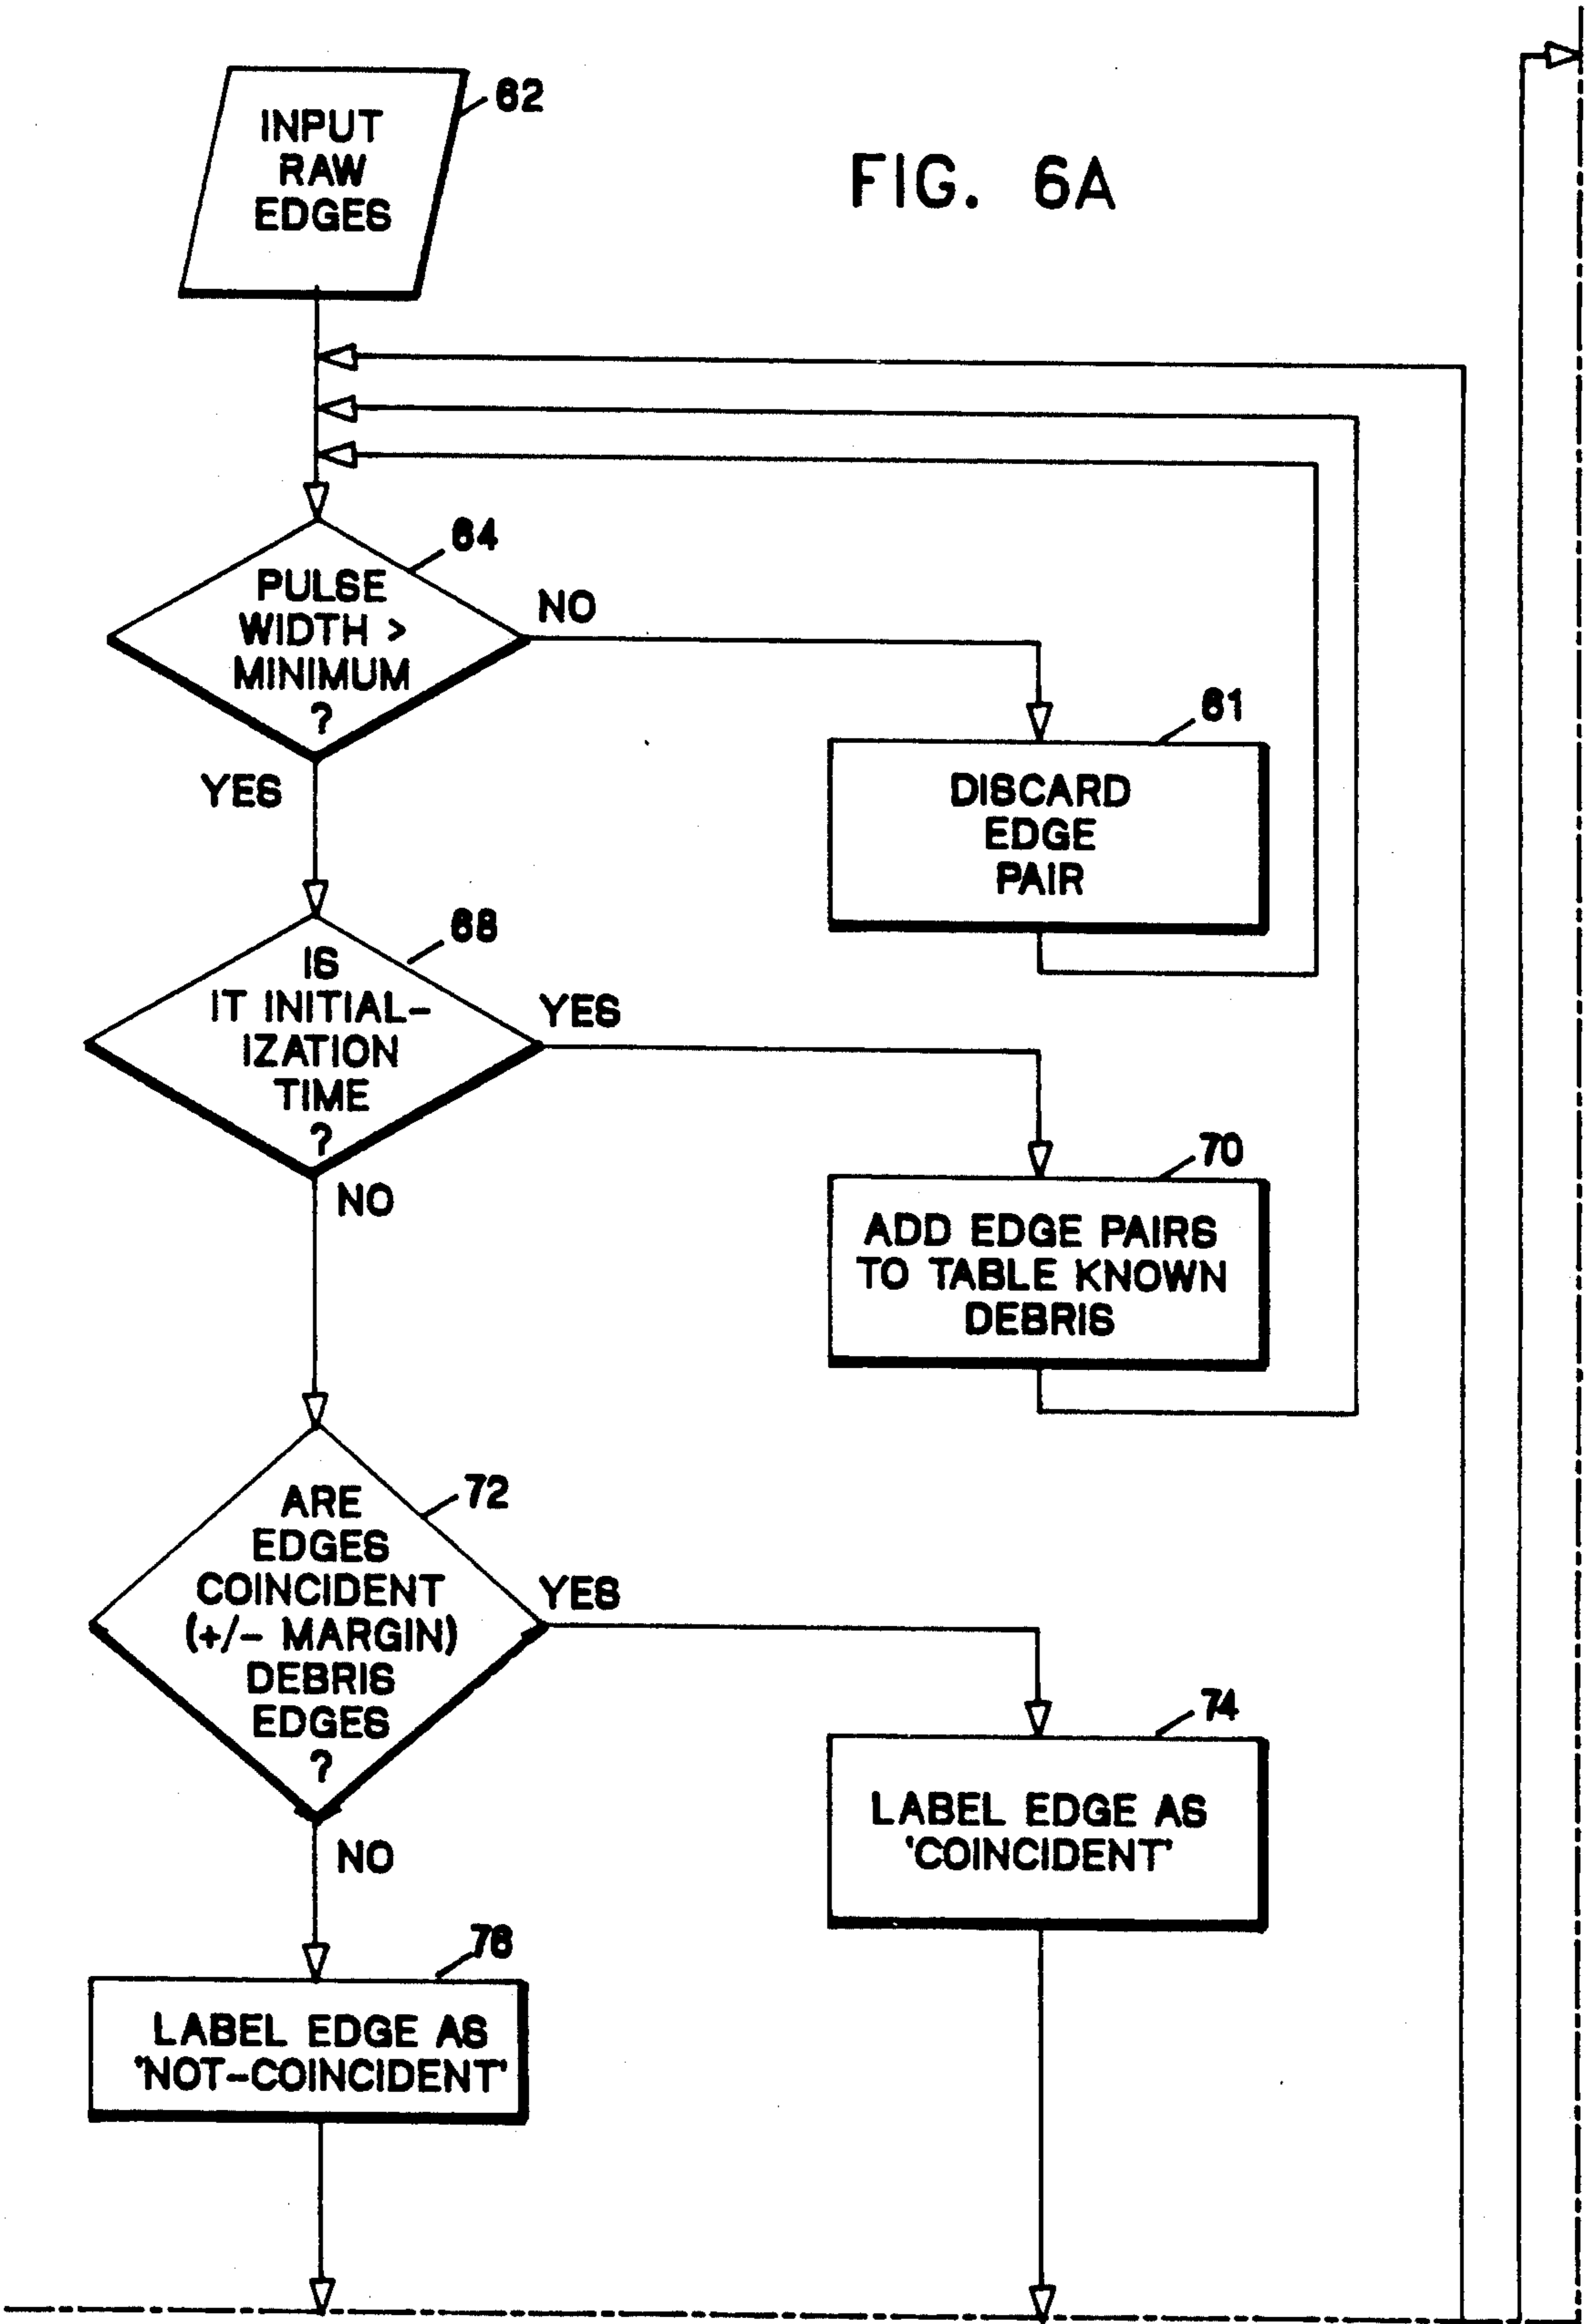 62
INPUT
RAW
EDGES
FIG. 6A
64
PULSE
WIDTH >
MINIMUM
?
NO
YES
61
DISCARD
EDGE
PAIR
68
IS
IT INITIAL-
IZATION
TIME
?
YES
NO
70
ADD EDGE PAIRS
TO TABLE KNOWN
DEBRIS
72
ARE
EDGES
COINCIDENT
(+/- MARGIN)
DEBRIS
EDGES
?
YES
NO
74
LABEL EDGE AS
'COINCIDENT'
76
LABEL EDGE AS
'NOT-COINCIDENT'